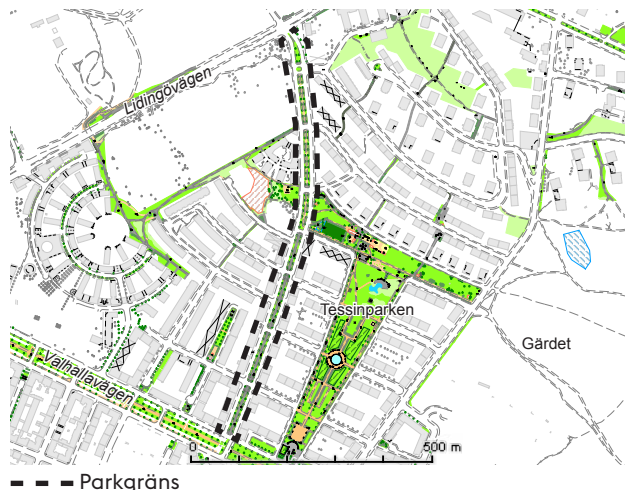 Lidingövägen
Tessinparken
Gärdet
Valhallavägen
0 500 m
Parkgräns